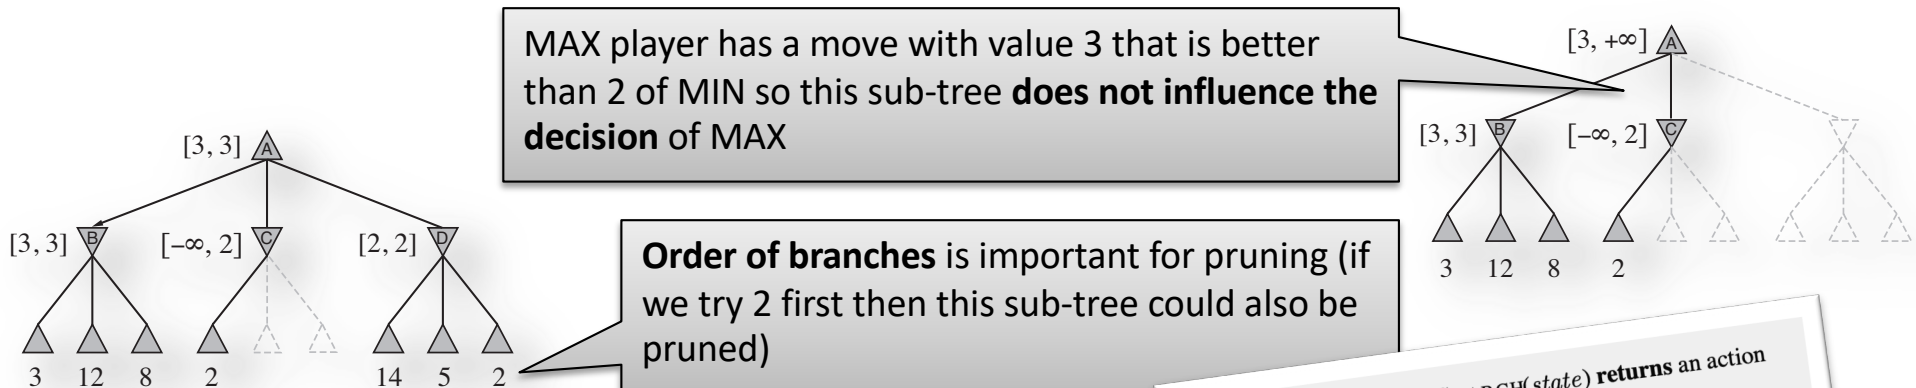 MAX player has a move with value 3 that is better
than 2 of MIN so this sub-tree does not influence the
decision of MAX
[3, +∞] A
[3, 3] B [−∞, 2] C
3 12 8 2
[3, 3] A
[3, 3] B [−∞, 2] C [2, 2] D
3 12 8 2 14 5 2
Order of branches is important for pruning (if
we try 2 first then this sub-tree could also be
pruned)
(state) returns an action